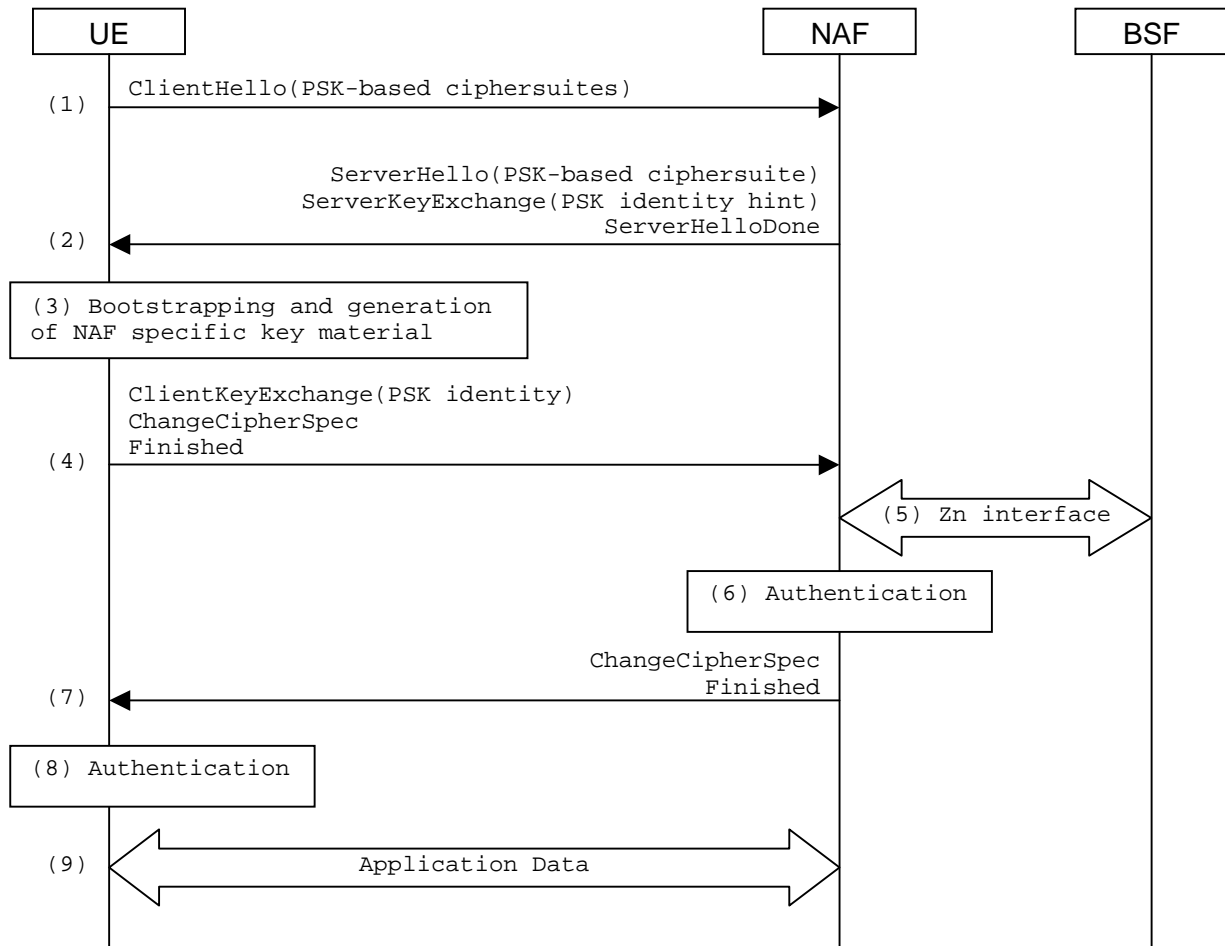 UE
NAF
BSF
ClientHello(PSK-based ciphersuites)
(1)
ServerHello(PSK-based ciphersuite)
ServerKeyExchange(PSK identity hint)
ServerHelloDone
(2)
(3) Bootstrapping and generation
of NAF specific key material
ClientKeyExchange(PSK identity)
ChangeCipherSpec
Finished
(4)
(5) Zn interface
(6) Authentication
ChangeCipherSpec
Finished
(7)
(8) Authentication
(9)
Application Data